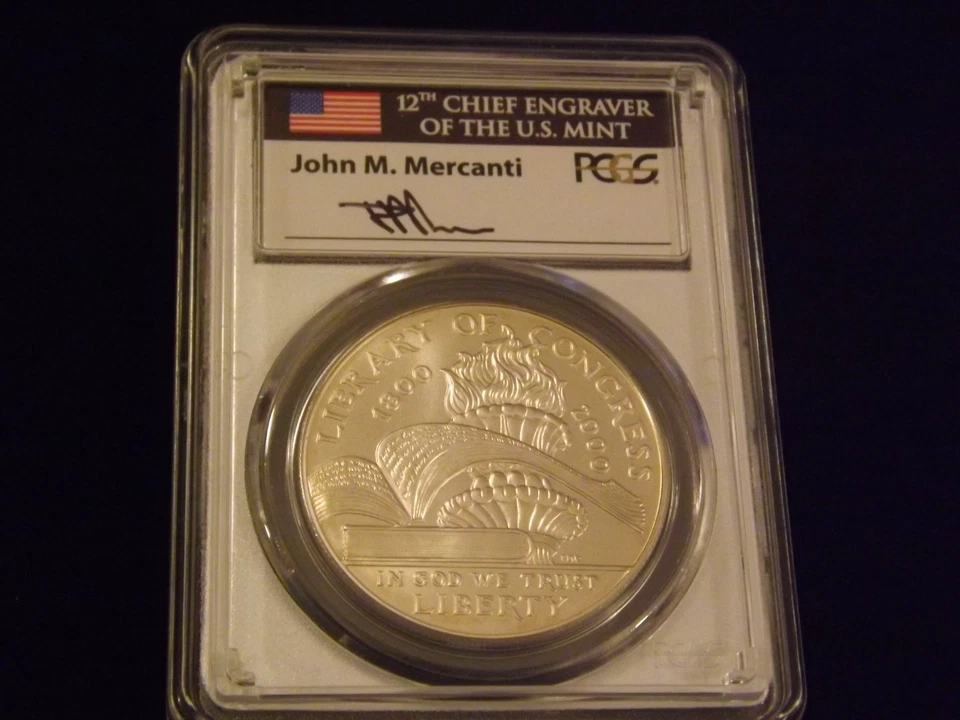 12TH CHIEF ENGRAVER
OF THE U.S. MINT
John M. Mercanti PCGS
LIBRARY OF CONGRESS
1800 2000
IN GOD WE TRUST
LIBERTY
PCGS